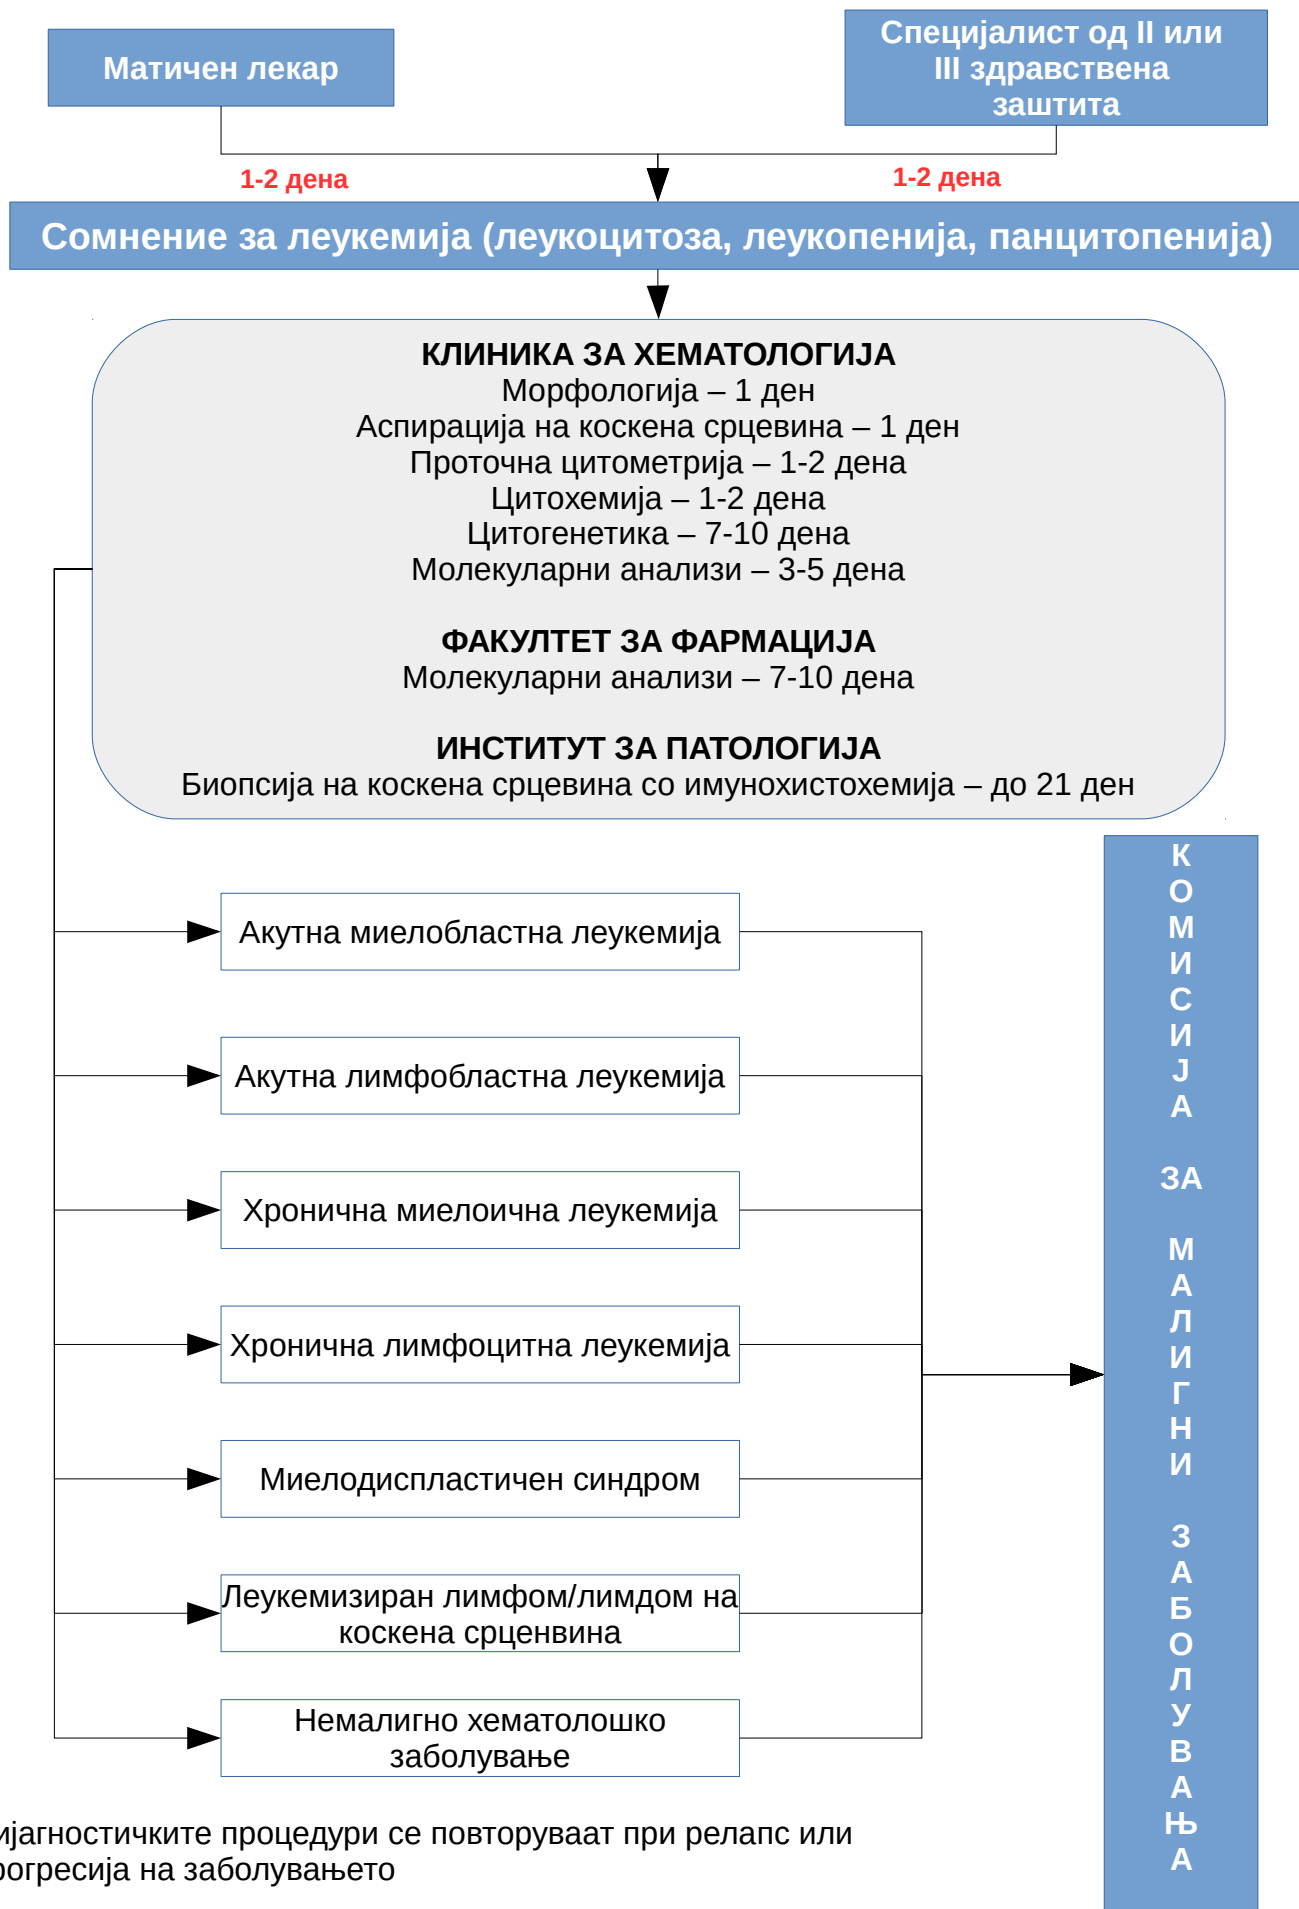 Матичен лекар
Специјалист од II или
III здравствена
заштита
1-2 дена
1-2 дена
Сомнение за леукемија (леукоцитоза, леукопенија, панцитопенија)
КЛИНИКА ЗА ХЕМАТОЛОГИЈА
Морфологија – 1 ден
Аспирација на коскена срцевина – 1 ден
Проточна цитометрија – 1-2 дена
Цитохемија – 1-2 дена
Цитогенетика – 7-10 дена
Молекуларни анализи – 3-5 дена
ФАКУЛТЕТ ЗА ФАРМАЦИЈА
Молекуларни анализи – 7-10 дена
ИНСТИТУТ ЗА ПАТОЛОГИЈА
Биопсија на коскена срцевина со имунохистохемија – до 21 ден
Акутна миелобластна леукемија
Акутна лимфобластна леукемија
Хронична миелоична леукемија
Хронична лимфоцитна леукемија
Миелодиспластичен синдром
Леукемизиран лимфом/лимдом на
коскена срценвина
Немалигно хематолошко
заболување
К
О
М
И
С
И
Ј
А
ЗА
М
А
Л
И
Г
Н
И
З
А
Б
О
Л
У
В
А
Њ
А
ијагностичките процедури се повторуваат при релапс или
рогресија на заболувањето